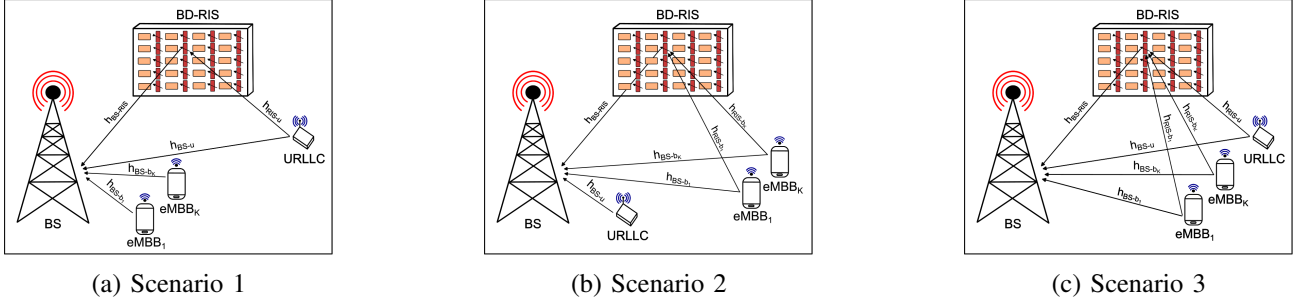 BD-RIS
h_BS-RIS
h_RIS-u
h_BS-u
URLLC
h_BS-b_K
h_BS-b_1
eMBB_K
BS
eMBB_1
(a) Scenario 1
BD-RIS
h_BS-RIS
h_RIS-b_K
h_RIS-b_1
h_BS-b_K
h_BS-b_1
eMBB_K
h_BS-u
eMBB_1
BS
URLLC
(b) Scenario 2
BD-RIS
h_BS-RIS
h_RIS-u
h_RIS-b_K
h_RIS-b_1
h_BS-u
URLLC
h_BS-b_K
eMBB_K
h_BS-b_1
BS
eMBB_1
(c) Scenario 3